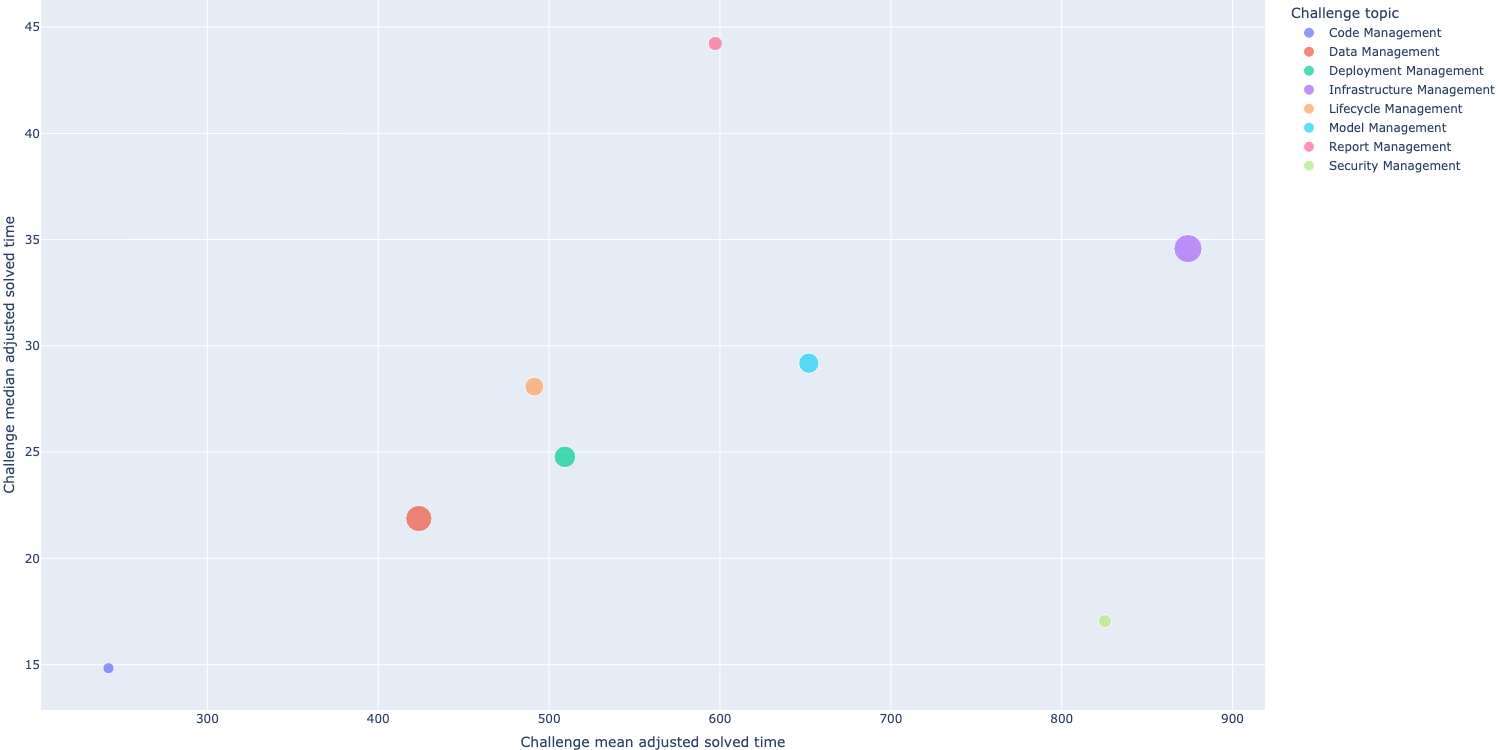 Challenge topic
Code Management
Data Management
Deployment Management
Infrastructure Management
Lifecycle Management
Model Management
Report Management
Security Management
Challenge median adjusted solved time
45
40
35
30
25
20
15
300 400 500 600 700 800 900
Challenge mean adjusted solved time